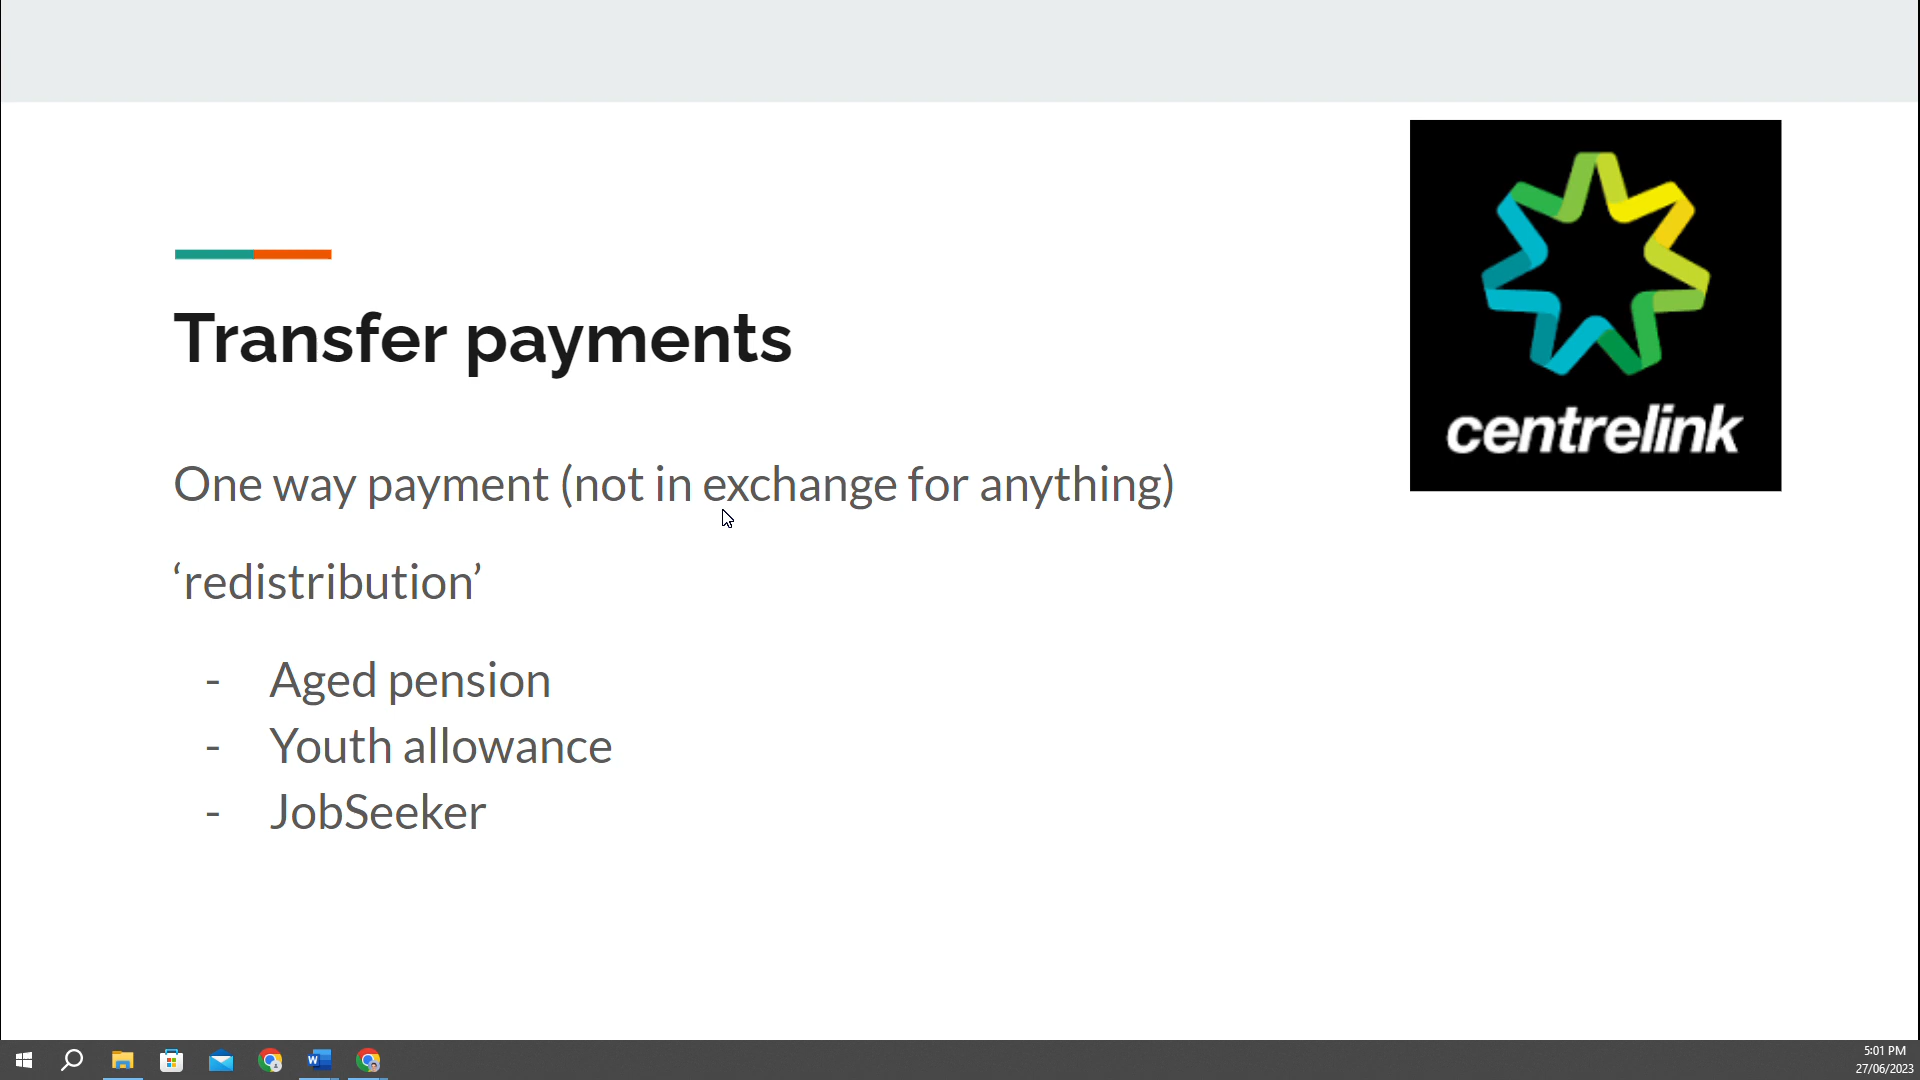 centrelink
Transfer payments
One way payment (not in exchange for anything)
‘redistribution’
- Aged pension
- Youth allowance
- JobSeeker
W
5:01 PM
27/06/2023